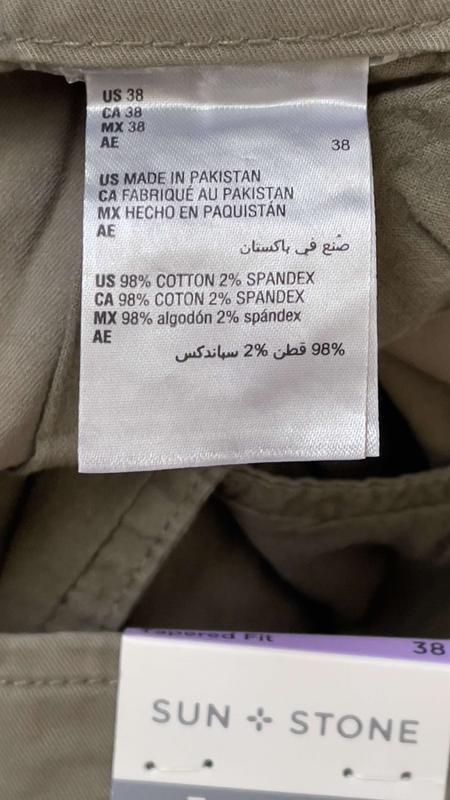 US 38
CA 38
MX 38
AE 38
US MADE IN PAKISTAN
CA FABRIQUÉ AU PAKISTAN
MX HECHO EN PAQUISTÁN
AE
صُنع في باكستان
US 98% COTTON 2% SPANDEX
CA 98% COTON 2% SPANDEX
MX 98% algodón 2% spándex
AE
98% قطن 2% سباندكس
Tapered Fit 38
SUN + STONE